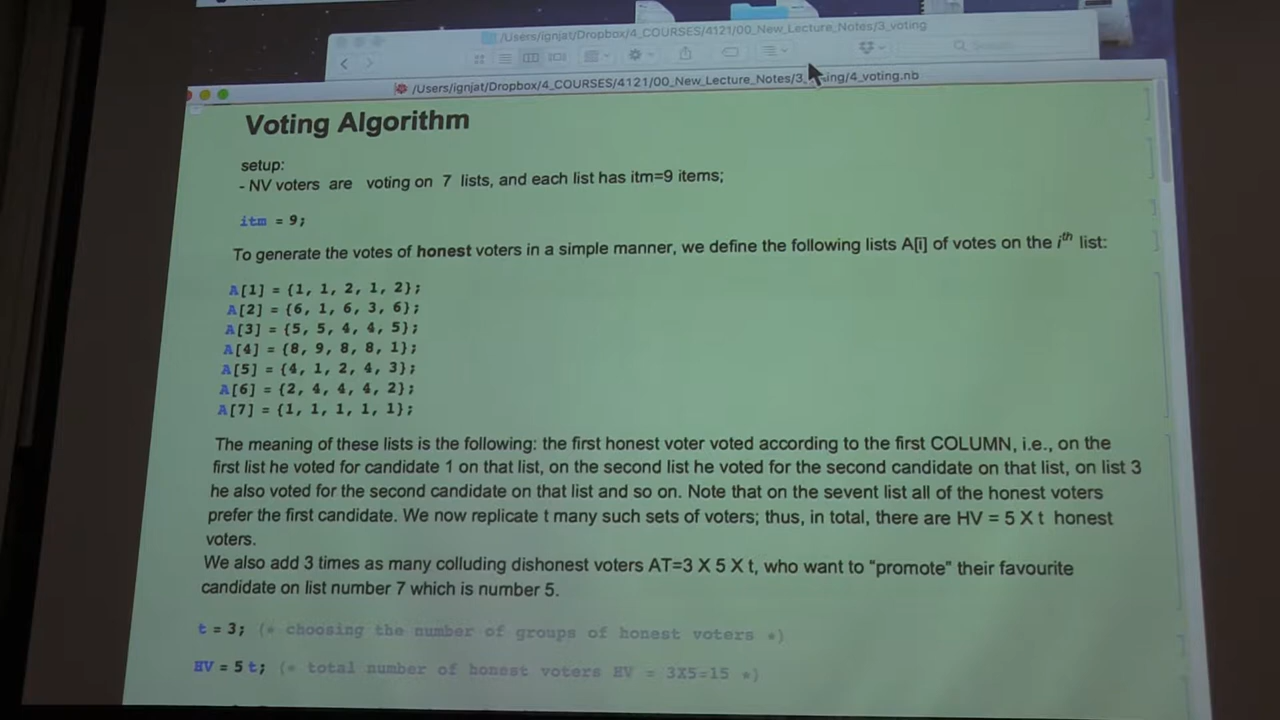 /Users/ignjat/Dropbox/4_COURSES/4121/00_New_Lecture_Notes/3_voting
/Users/ignjat/Dropbox/4_COURSES/4121/00_New_Lecture_Notes/3_ ing/4_voting.nb
Voting Algorithm
setup:
- NV voters are voting on 7 lists, and each list has itm=9 items;
itm = 9;
To generate the votes of honest voters in a simple manner, we define the following lists A[i] of votes on the iᵗʰ list:
A[1] = {1, 1, 2, 1, 2};
A[2] = {6, 1, 6, 3, 6};
A[3] = {5, 5, 4, 4, 5};
A[4] = {8, 9, 8, 8, 1};
A[5] = {4, 1, 2, 4, 3};
A[6] = {2, 4, 4, 4, 2};
A[7] = {1, 1, 1, 1, 1};
The meaning of these lists is the following: the first honest voter voted according to the first COLUMN, i.e., on the
first list he voted for candidate 1 on that list, on the second list he voted for the second candidate on that list, on list 3
he also voted for the second candidate on that list and so on. Note that on the sevent list all of the honest voters
prefer the first candidate. We now replicate t many such sets of voters; thus, in total, there are HV = 5 X t honest
voters.
We also add 3 times as many colluding dishonest voters AT=3 X 5 X t, who want to "promote" their favourite
candidate on list number 7 which is number 5.
t = 3; (* choosing the number of groups of honest voters *)
HV = 5 t; (* total number of honest voters HV = 3X5=15 *)